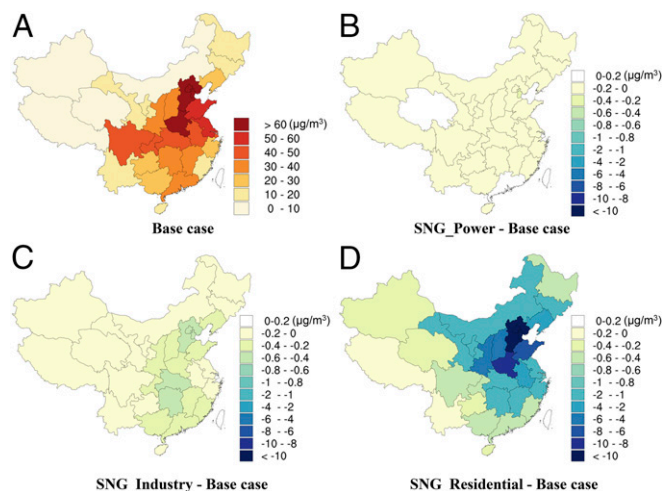 A
> 60 (µg/m³)
50 - 60
40 - 50
30 - 40
20 - 30
10 - 20
0 - 10
Base case
B
0-0.2 (µg/m³)
-0.2 - 0
-0.4 - -0.2
-0.6 - -0.4
-0.8 - -0.6
-1 - -0.8
-2 - -1
-4 - -2
-6 - -4
-8 - -6
-10 - -8
< -10
SNG_Power - Base case
C
0-0.2 (µg/m³)
-0.2 - 0
-0.4 - -0.2
-0.6 - -0.4
-0.8 - -0.6
-1 - -0.8
-2 - -1
-4 - -2
-6 - -4
-8 - -6
-10 - -8
< -10
SNG_Industry - Base case
D
0-0.2 (µg/m³)
-0.2 - 0
-0.4 - -0.2
-0.6 - -0.4
-0.8 - -0.6
-1 - -0.8
-2 - -1
-4 - -2
-6 - -4
-8 - -6
-10 - -8
< -10
SNG_Residential - Base case